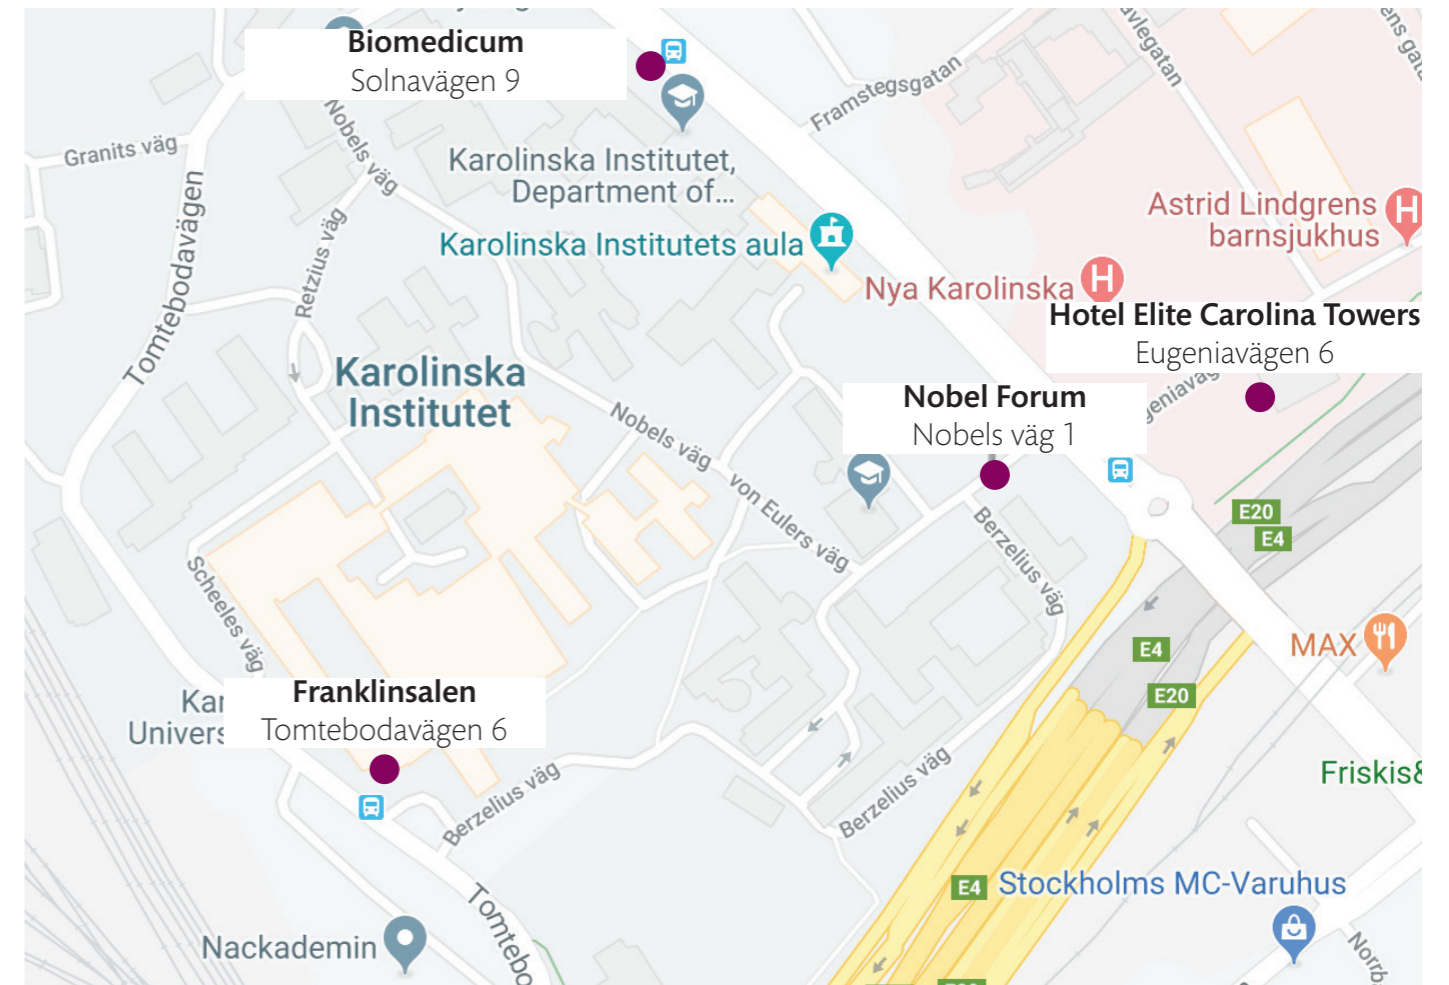 Biomedicum
Solnavägen 9
Framstegsgatan
Granits väg
Nobels väg
Karolinska Institutet,
Department of...
Tomtebodavägen
Retzius väg
Karolinska Institutets aula
Astrid Lindgrens
barnsjukhus
Nya Karolinska
Hotel Elite Carolina Towers
Eugeniavägen 6
Karolinska
Institutet
Nobel Forum
Nobels väg 1
Nobels väg
von Eulers väg
Berzelius väg
E20
E4
Scheeles väg
E4
MAX
E20
Franklinsalen
Tomtebodavägen 6
Berzelius väg
Berzelius väg
Friskis&
E4
Stockholms MC-Varuhus
Nackademin
Tomtebo
Norrb